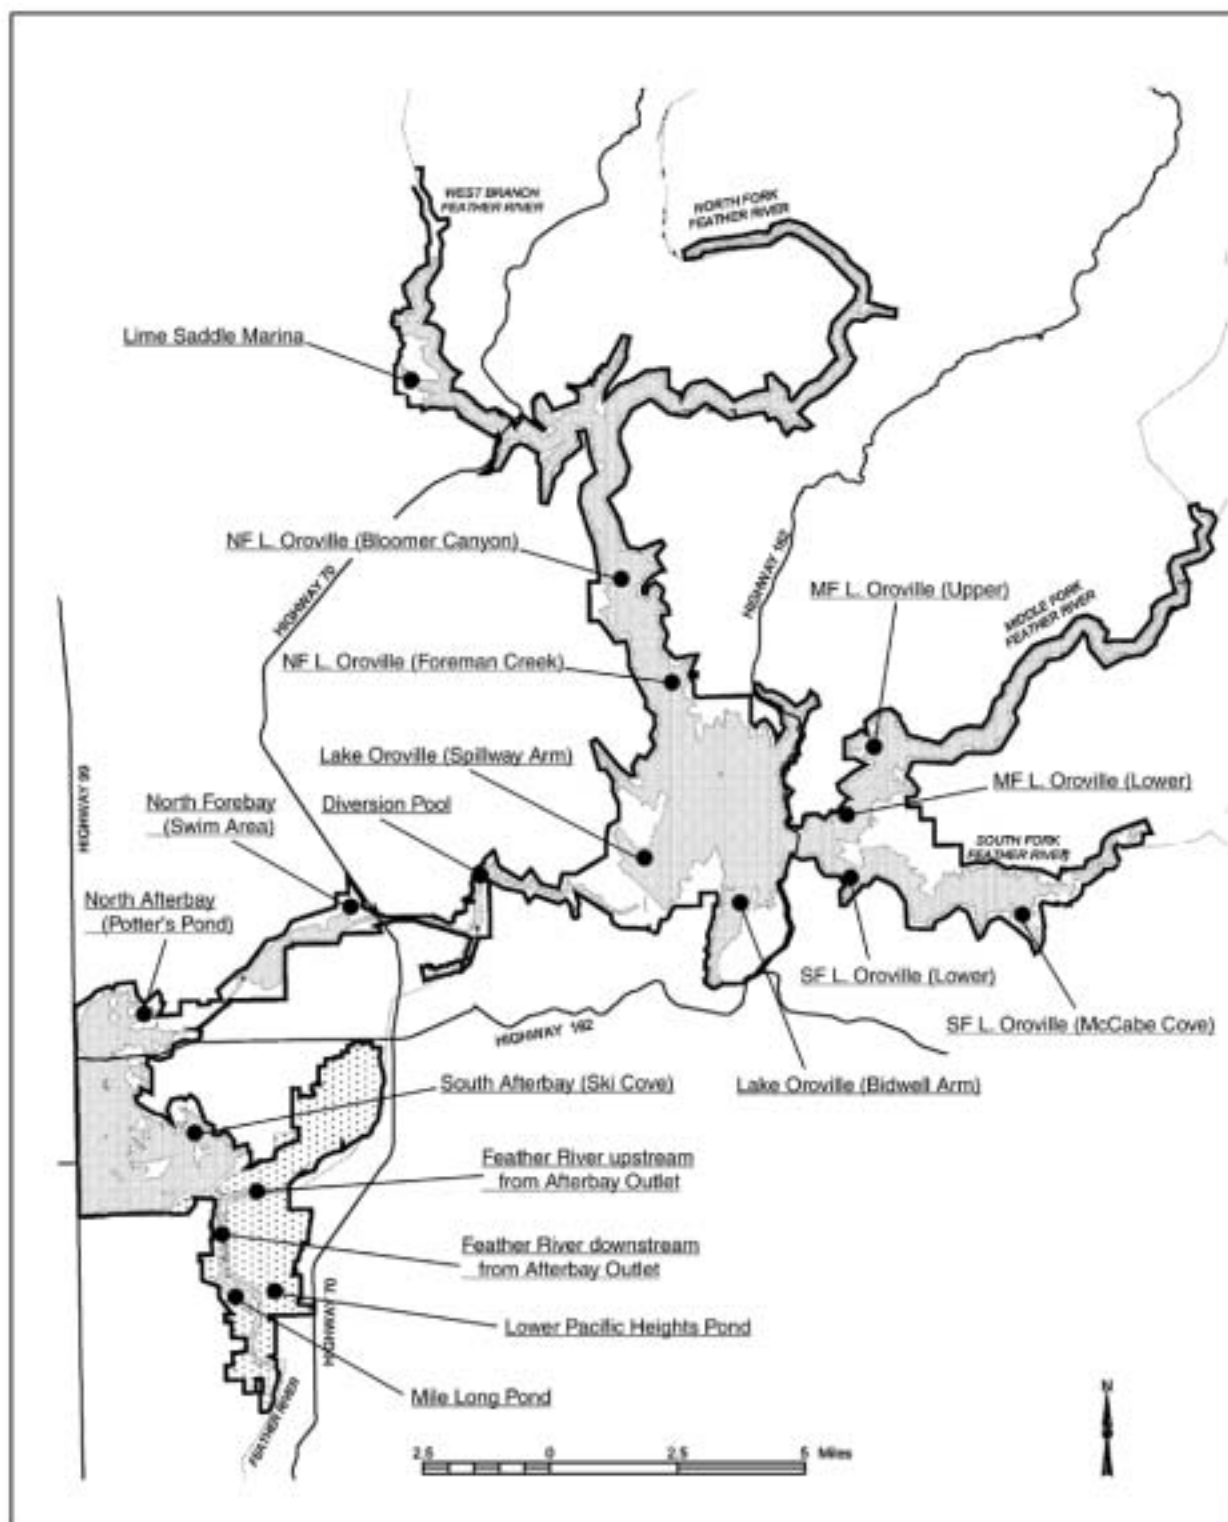 WEST BRANCH
FEATHER RIVER
NORTH FORK
FEATHER RIVER
Lime Saddle Marina
NF L. Oroville (Bloomer Canyon)
HIGHWAY 70
HIGHWAY 162
MF L. Oroville (Upper)
MIDDLE FORK
FEATHER RIVER
NF L. Oroville (Foreman Creek)
Lake Oroville (Spillway Arm)
MF L. Oroville (Lower)
HIGHWAY 99
North Forebay
(Swim Area)
Diversion Pool
SOUTH FORK
FEATHER RIVER
North Afterbay
(Potter's Pond)
SF L. Oroville (Lower)
SF L. Oroville (McCabe Cove)
HIGHWAY 162
South Afterbay (Ski Cove)
Lake Oroville (Bidwell Arm)
Feather River upstream
from Afterbay Outlet
Feather River downstream
from Afterbay Outlet
HIGHWAY 70
Lower Pacific Heights Pond
Mile Long Pond
FEATHER RIVER
N
2.5 0 2.5 5 Miles